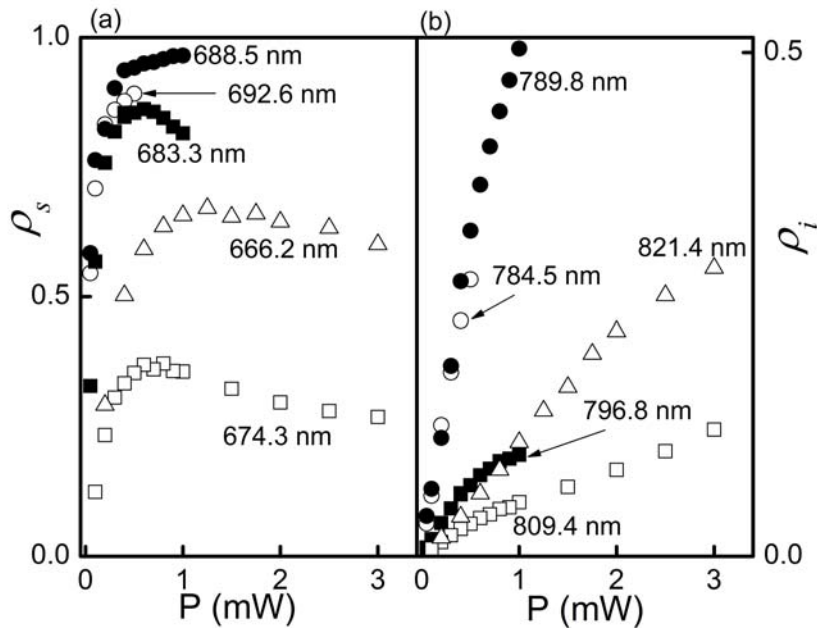 (a)
(b)
1.0
688.5 nm
692.6 nm
683.3 nm
666.2 nm
674.3 nm
0.5
0.0
ρs
0
1
2
3
P (mW)
789.8 nm
784.5 nm
821.4 nm
796.8 nm
809.4 nm
0.5
0.0
ρi
0
1
2
3
P (mW)